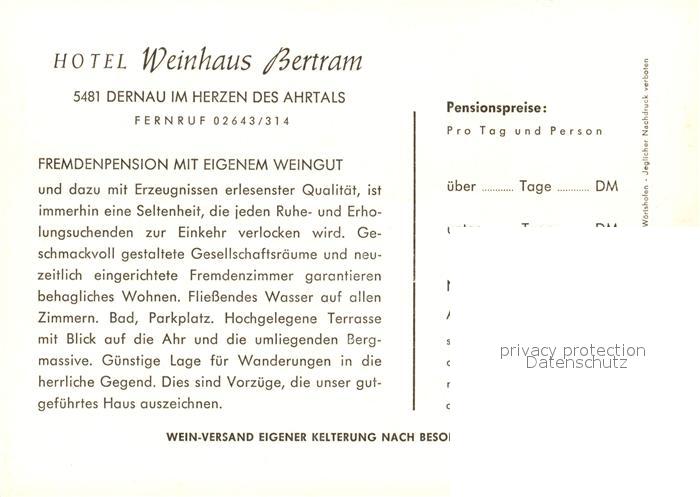 HOTEL Weinhaus Bertram
5481 DERNAU IM HERZEN DES AHRTALS
FERNRUF 02643/314
FREMDENPENSION MIT EIGENEM WEINGUT
und dazu mit Erzeugnissen erlesenster Qualität, ist
immerhin eine Seltenheit, die jeden Ruhe- und Erho-
lungsuchenden zur Einkehr verlocken wird. Ge-
schmackvoll gestaltete Gesellschaftsräume und neu-
zeitlich eingerichtete Fremdenzimmer garantieren
behagliches Wohnen. Fließendes Wasser auf allen
Zimmern. Bad, Parkplatz. Hochgelegene Terrasse
mit Blick auf die Ahr und die umliegenden Berg-
massive. Günstige Lage für Wanderungen in die
herrliche Gegend. Dies sind Vorzüge, die unser gut-
geführtes Haus auszeichnen.
WEIN-VERSAND EIGENER KELTERUNG NACH
Pensionspreise:
Pro Tag und Person
über ............ Tage ............ DM
Wörishofen - Jeglicher Nachdruck verboten
privacy protection
Datenschutz